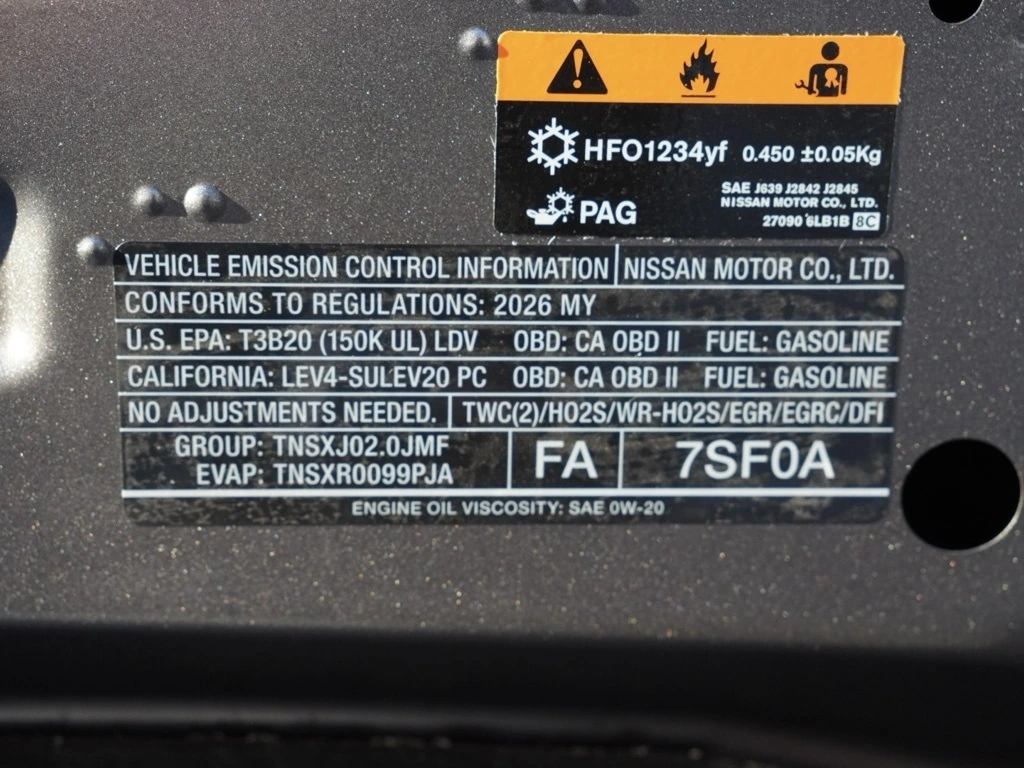 HFO1234yf 0.450 ±0.05Kg
SAE J639 J2842 J2845
NISSAN MOTOR CO., LTD.
PAG
27090 6LB1B 8C
VEHICLE EMISSION CONTROL INFORMATION NISSAN MOTOR CO., LTD.
CONFORMS TO REGULATIONS: 2026 MY
U.S. EPA: T3B20 (150K UL) LDV OBD: CA OBD II FUEL: GASOLINE
CALIFORNIA: LEV4-SULEV20 PC OBD: CA OBD II FUEL: GASOLINE
NO ADJUSTMENTS NEEDED. TWC(2)/HO2S/WR-HO2S/EGR/EGRC/DFI
GROUP: TNSXJ02.0JMF
EVAP: TNSXR0099PJA
FA 7SF0A
ENGINE OIL VISCOSITY: SAE 0W-20